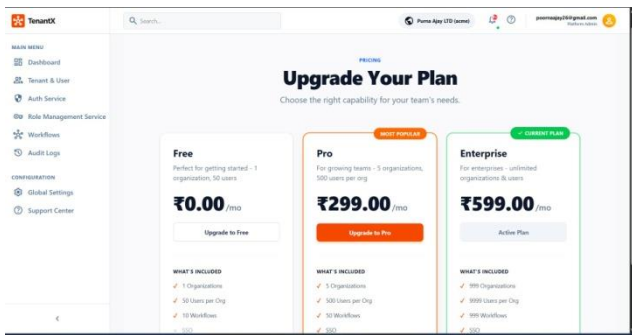 TenantX
Search...
Purna Ajay LTD (acme)
Platform Admin
MAIN MENU
Dashboard
Tenant & User
Auth Service
Role Management Service
Workflows
Audit Logs
CONFIGURATION
Global Settings
Support Center
PRICING
Upgrade Your Plan
Choose the right capability for your team's needs.
Free
Perfect for getting started - 1
organization, 50 users
₹0.00 /mo
Upgrade to Free
WHAT'S INCLUDED
✓ 1 Organizations
✓ 50 Users per Org
✓ 10 Workflows
SSO
MOST POPULAR
Pro
For growing teams - 5 organizations,
500 users per org
₹299.00 /mo
Upgrade to Pro
WHAT'S INCLUDED
✓ 5 Organizations
✓ 500 Users per Org
✓ 50 Workflows
✓ SSO
✓ CURRENT PLAN
Enterprise
For enterprises - unlimited
organizations & users
₹599.00 /mo
Active Plan
WHAT'S INCLUDED
✓ 999 Organizations
✓ 9999 Users per Org
✓ 999 Workflows
✓ SSO